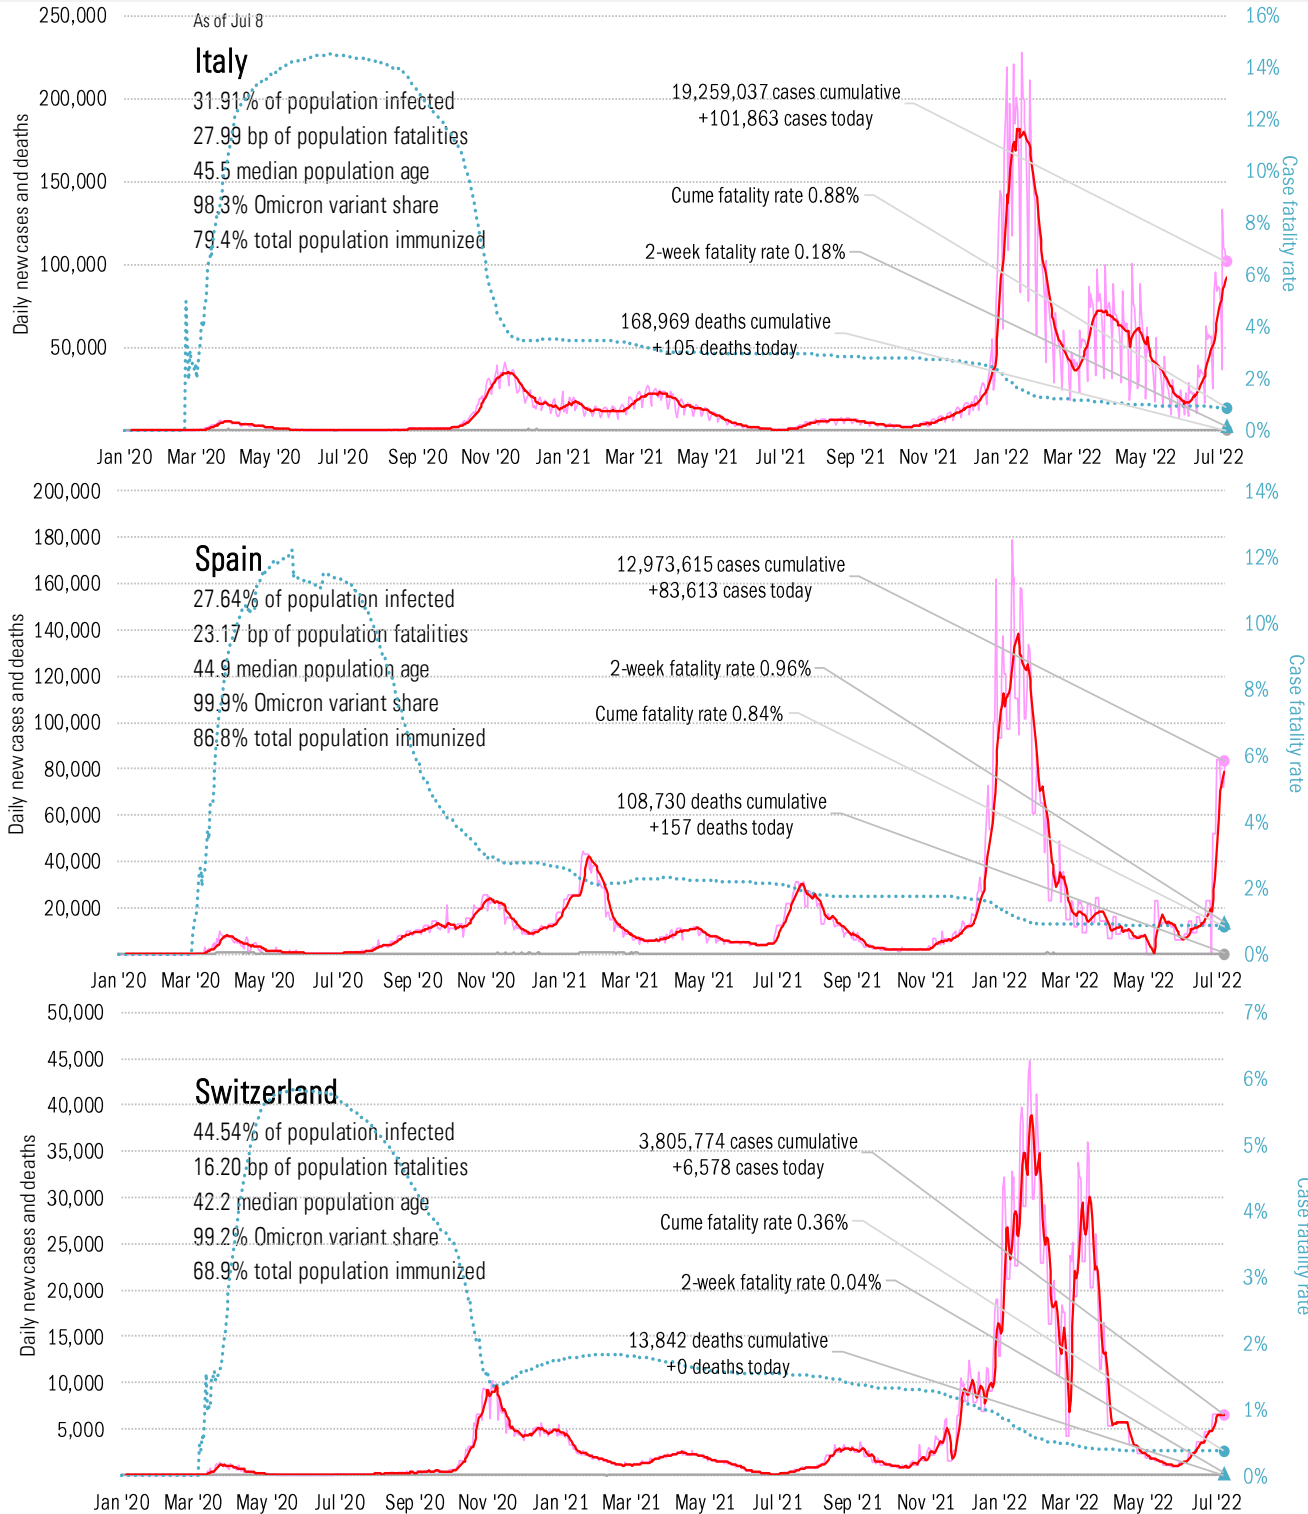 As of Jul 8
Italy
31.91% of population infected
27.99 bp of population fatalities
45.5 median population age
98.3% Omicron variant share
79.4% total population immunized
19,259,037 cases cumulative
+101,863 cases today
Cume fatality rate 0.88%
2-week fatality rate 0.18%
168,969 deaths cumulative
+105 deaths today
Daily new cases and deaths
250,000
200,000
150,000
100,000
50,000
16%
14%
12%
10%
8%
6%
4%
2%
0%
Case fatality rate
Jan '20 Mar '20 May '20 Jul '20 Sep '20 Nov '20 Jan '21 Mar '21 May '21 Jul '21 Sep '21 Nov '21 Jan '22 Mar '22 May '22 Jul '22
Spain
27.64% of population infected
23.17 bp of population fatalities
44.9 median population age
99.9% Omicron variant share
86.8% total population immunized
12,973,615 cases cumulative
+83,613 cases today
2-week fatality rate 0.96%
Cume fatality rate 0.84%
108,730 deaths cumulative
+157 deaths today
Daily new cases and deaths
200,000
180,000
160,000
140,000
120,000
100,000
80,000
60,000
40,000
20,000
14%
12%
10%
8%
6%
4%
2%
0%
Case fatality rate
Jan '20 Mar '20 May '20 Jul '20 Sep '20 Nov '20 Jan '21 Mar '21 May '21 Jul '21 Sep '21 Nov '21 Jan '22 Mar '22 May '22 Jul '22
Switzerland
44.54% of population infected
16.20 bp of population fatalities
42.2 median population age
99.2% Omicron variant share
68.9% total population immunized
3,805,774 cases cumulative
+6,578 cases today
Cume fatality rate 0.36%
2-week fatality rate 0.04%
13,842 deaths cumulative
+0 deaths today
Daily new cases and deaths
50,000
45,000
40,000
35,000
30,000
25,000
20,000
15,000
10,000
5,000
7%
6%
5%
4%
3%
2%
1%
0%
Case fatality rate
Jan '20 Mar '20 May '20 Jul '20 Sep '20 Nov '20 Jan '21 Mar '21 May '21 Jul '21 Sep '21 Nov '21 Jan '22 Mar '22 May '22 Jul '22